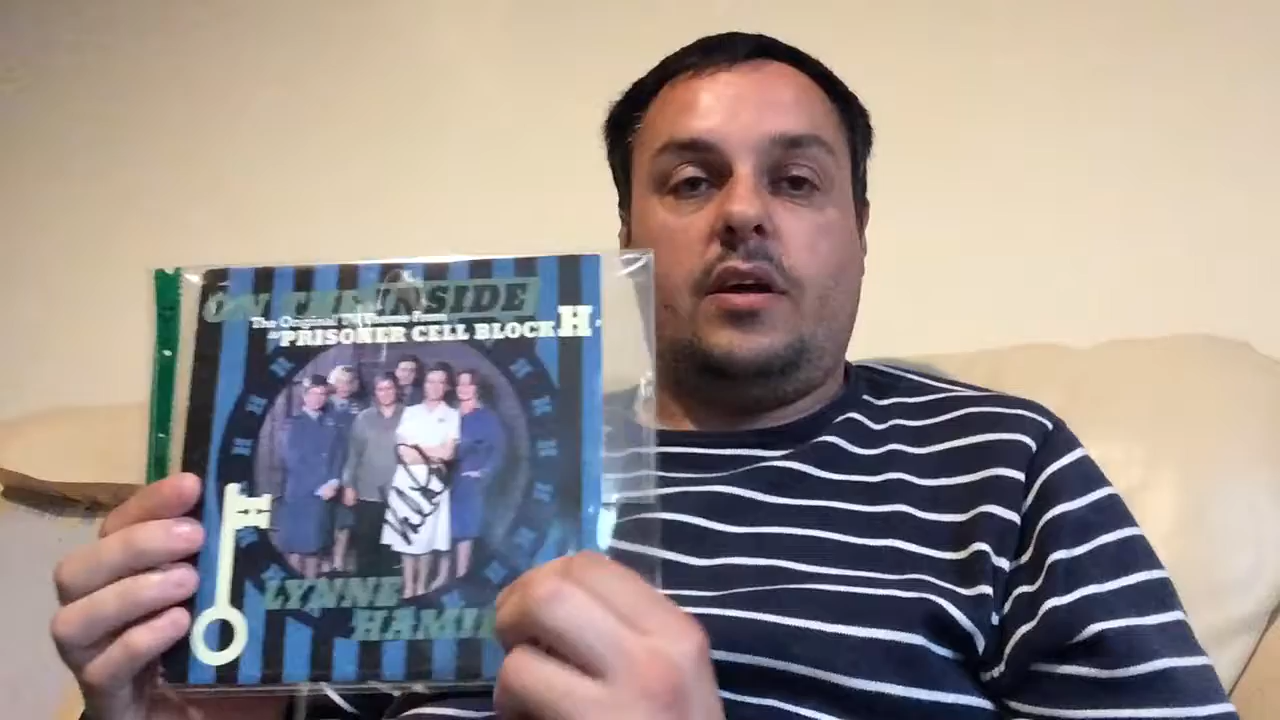 ON THE INSIDE
The Original TV Theme From
"PRISONER CELL BLOCK H"
LYNNE
HAMIL